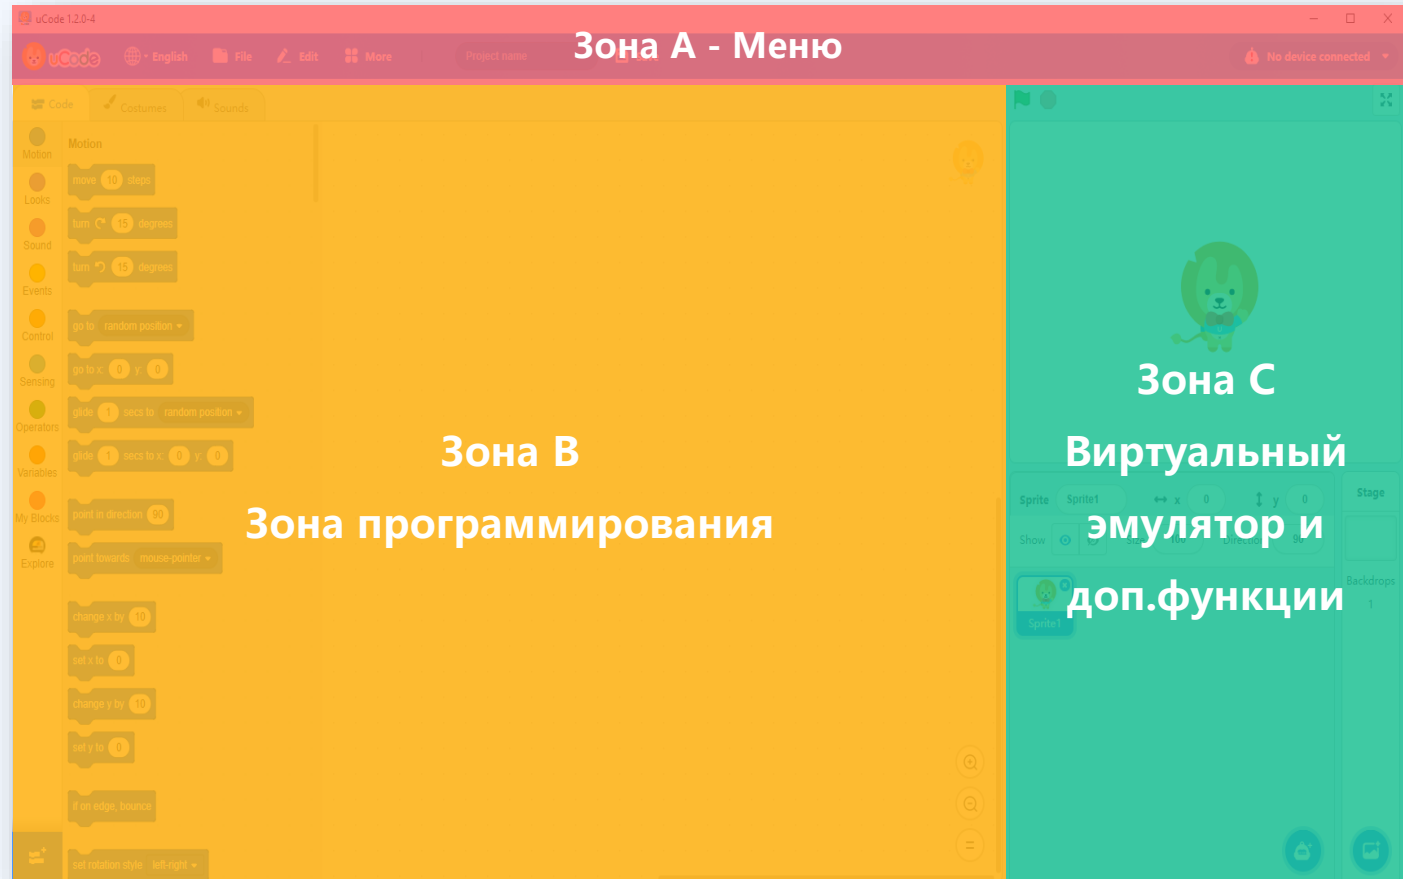 uCode 1.2.0-4
Зона A - Меню
uCode
English
File
Edit
More
Project name
No device connected
Code
Costumes
Sounds
Motion
Looks
Sound
Events
Control
Sensing
Operators
Variables
My Blocks
Explore
Motion
move 10 steps
turn 15 degrees
turn 15 degrees
go to random position
go to x: 0 y: 0
glide 1 secs to random position
glide 1 secs to x: 0 y: 0
point in direction 90
point towards mouse-pointer
change x by 10
set x to 0
change y by 10
set y to 0
if on edge, bounce
set rotation style left-right
Зона B
Зона программирования
Зона C
Виртуальный
эмулятор и
доп.функции
Sprite Sprite1 x 0 y 0
Show Size 100 Direction 90
Sprite1
Stage
Backdrops
1